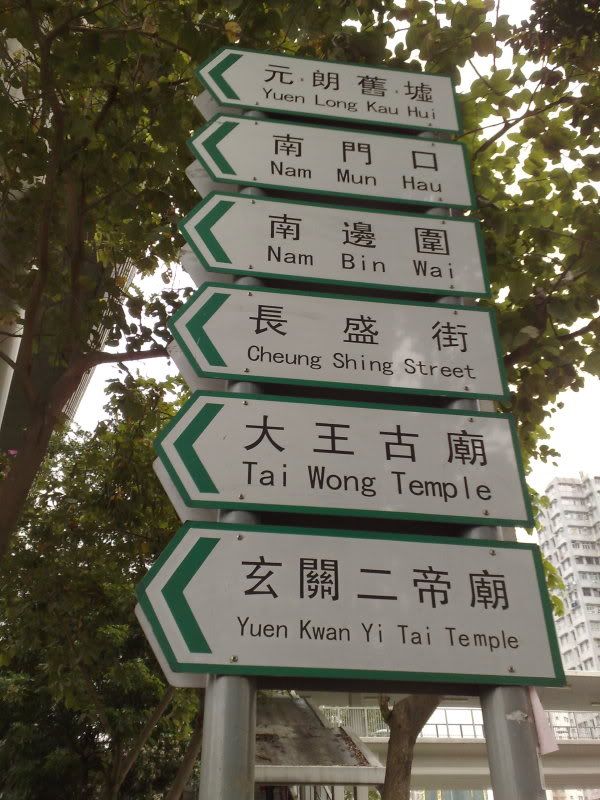 元朗舊墟
Yuen Long Kau Hui
南門口
Nam Mun Hau
南邊圍
Nam Bin Wai
長盛街
Cheung Shing Street
大王古廟
Tai Wong Temple
玄關二帝廟
Yuen Kwan Yi Tai Temple